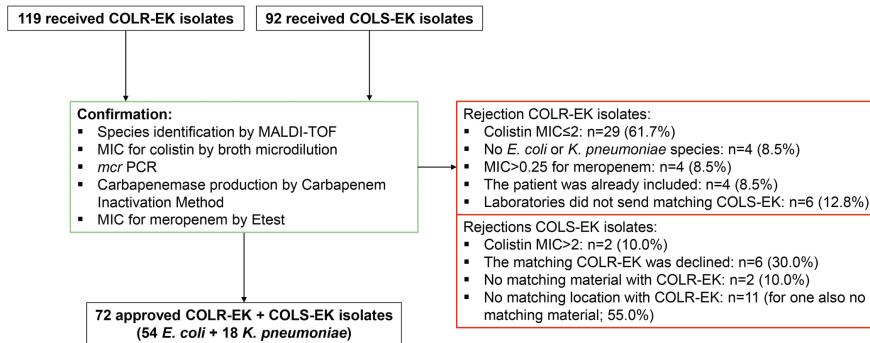 119 received COLR-EK isolates
92 received COLS-EK isolates
Confirmation:
▪ Species identification by MALDI-TOF
▪ MIC for colistin by broth microdilution
▪ mcr PCR
▪ Carbapenemase production by Carbapenem
Inactivation Method
▪ MIC for meropenem by Etest
Rejection COLR-EK isolates:
▪ Colistin MIC≤2: n=29 (61.7%)
▪ No E. coli or K. pneumoniae species: n=4 (8.5%)
▪ MIC>0.25 for meropenem: n=4 (8.5%)
▪ The patient was already included: n=4 (8.5%)
▪ Laboratories did not send matching COLS-EK: n=6 (12.8%)
Rejections COLS-EK isolates:
▪ Colistin MIC>2: n=2 (10.0%)
▪ The matching COLR-EK was declined: n=6 (30.0%)
▪ No matching material with COLR-EK: n=2 (10.0%)
▪ No matching location with COLR-EK: n=11 (for one also no
matching material; 55.0%)
72 approved COLR-EK + COLS-EK isolates
(54 E. coli + 18 K. pneumoniae)